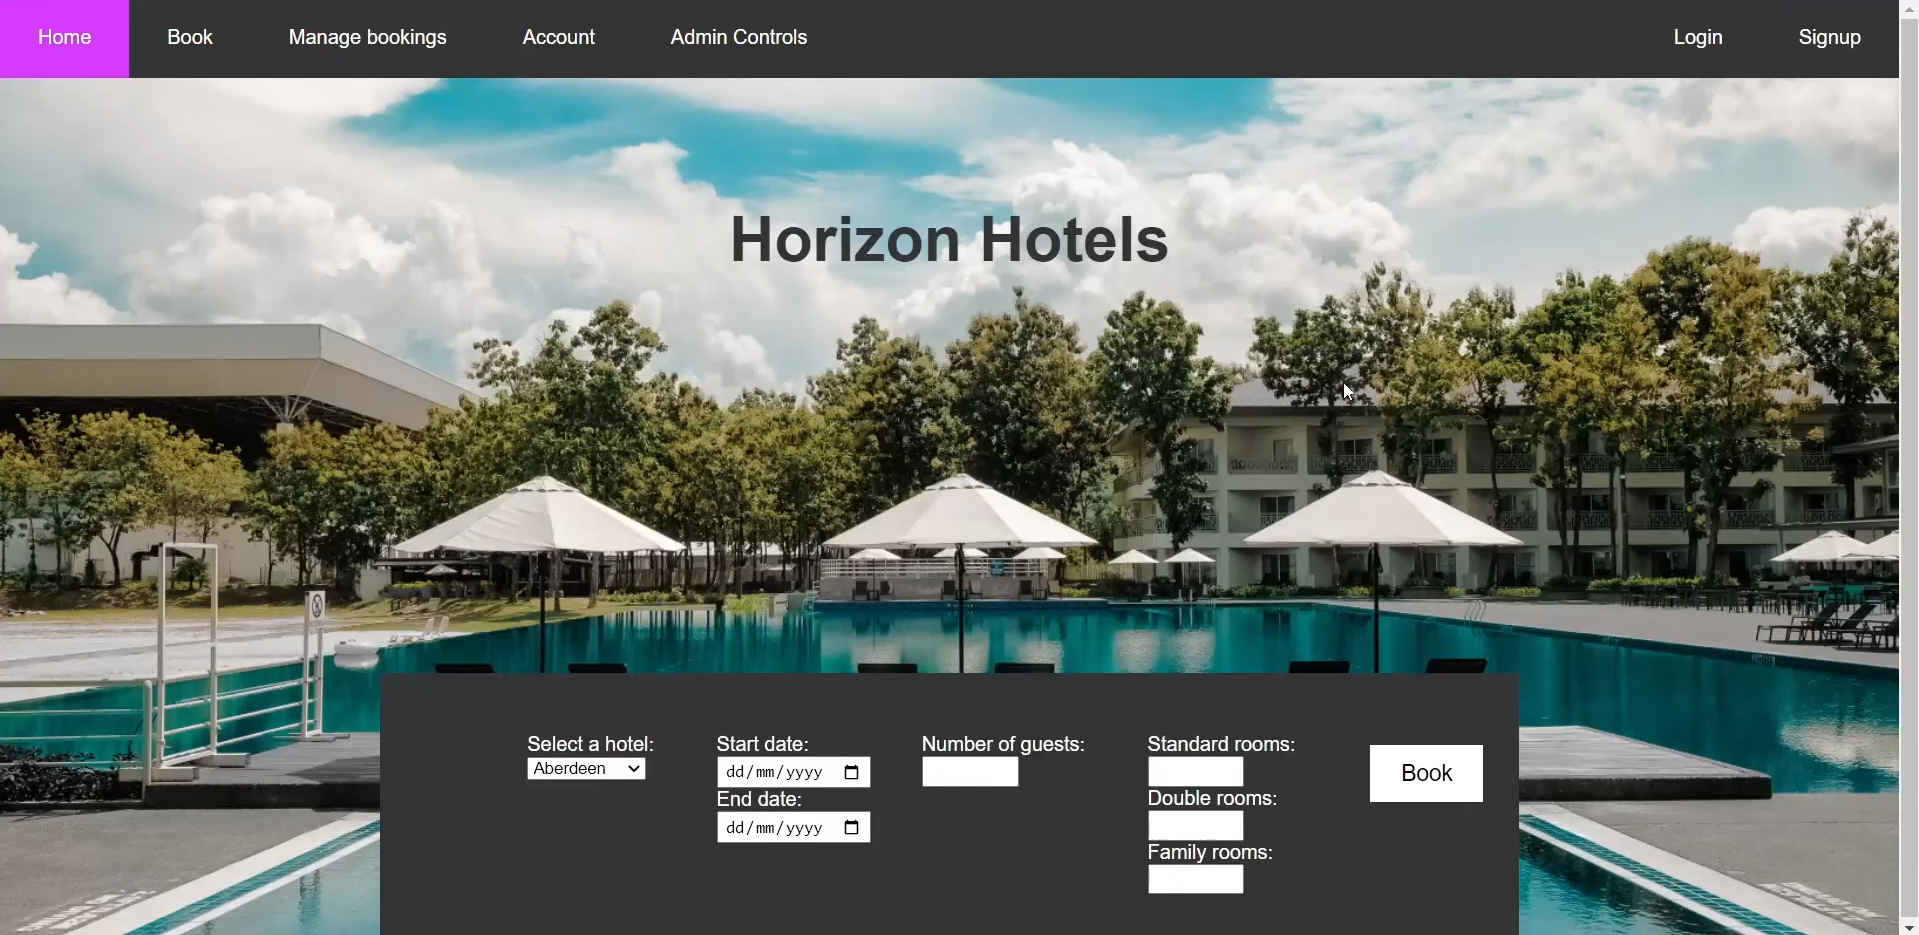 Home Book Manage bookings Account Admin Controls Login Signup
Horizon Hotels
Select a hotel: Start date: Number of guests: Standard rooms:
Aberdeen dd/mm/yyyy Book
End date: Double rooms:
dd/mm/yyyy
Family rooms: